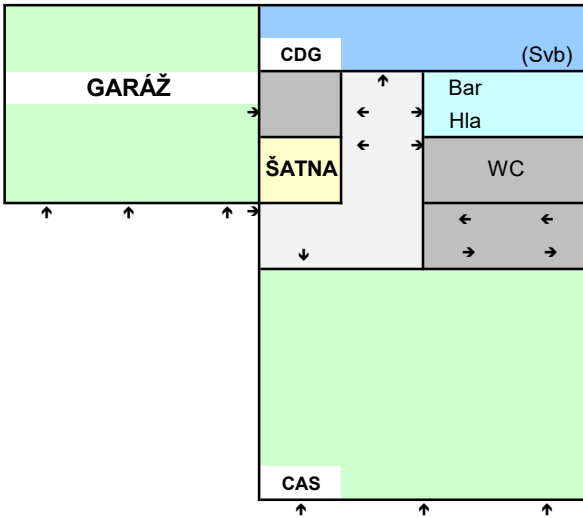 CDG (Svb)
GARÁŽ
Bar
Hla
ŠATNA
WC
CAS